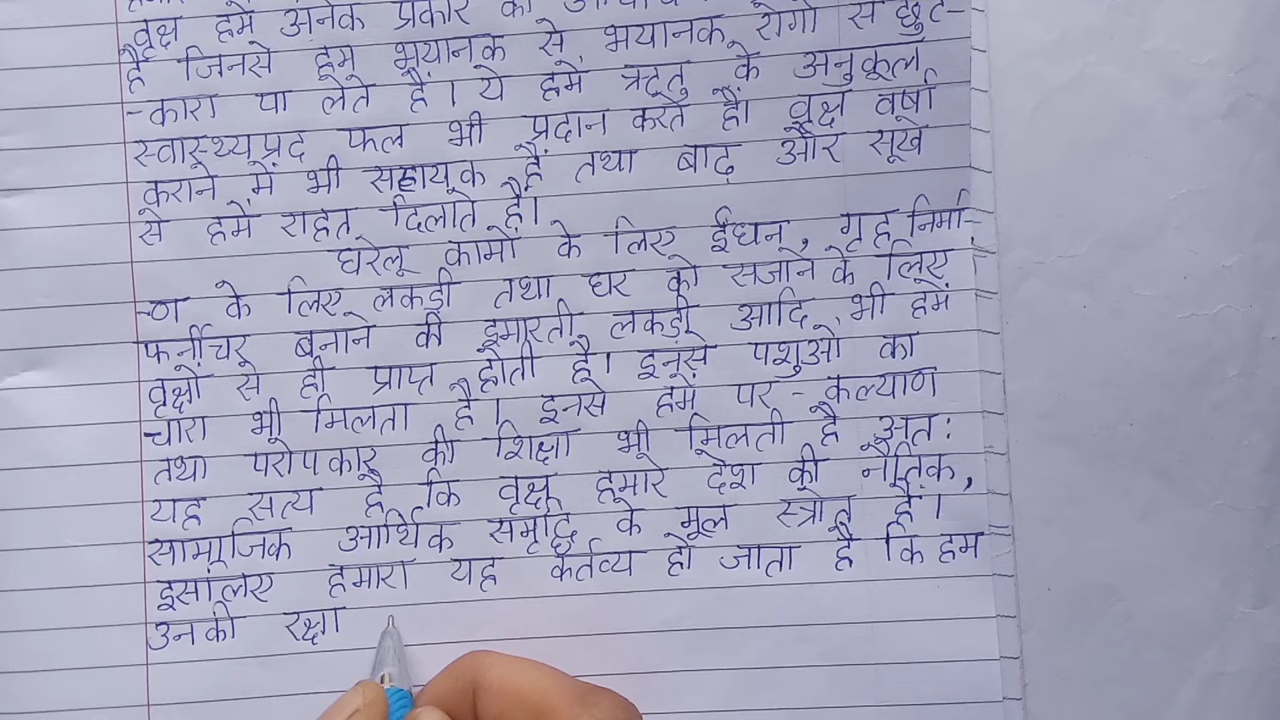 वृक्ष हमें अनेक प्रकार की
है जिनसे हम भयानक से भयानक रोगों से छुट-
-कारा पा लेते हैं। ये हमें ऋतु के अनुकूल
स्वास्थ्यप्रद फल भी प्रदान करते हैं। वृक्ष वर्षा
कराने में भी सहायक हैं तथा बाढ़ और सूखे
से हमें राहत दिलाते हैं।
घरेलू कामों के लिए ईंधन, गृह निर्मा-
-ण के लिए लकड़ी तथा घर को सजाने के लिए
फर्नीचर बनाने की इमारती लकड़ी आदि भी हमें
वृक्षों से ही प्राप्त होती है। इनसे पशुओं का
चारा भी मिलता है। इनसे हमें पर - कल्याण
तथा परोपकार की शिक्षा भी मिलती है अतः
यह सत्य है कि वृक्ष हमारे देश की नैतिक,
सामाजिक आर्थिक समृद्धि के मूल स्त्रोत हैं।
इसलिए हमारा यह कर्तव्य हो जाता है कि हम
उनकी रक्षा